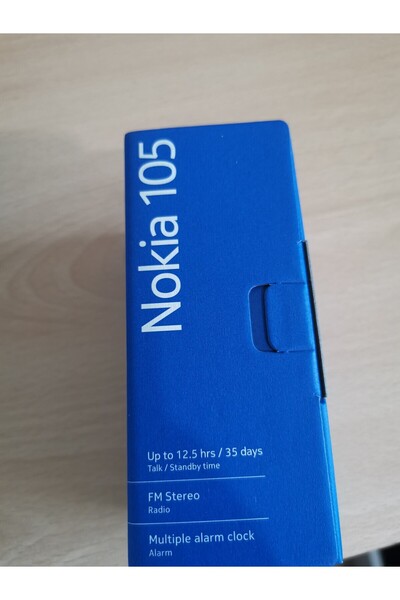 Nokia 105
Up to 12.5 hrs / 35 days
Talk / Standby time
FM Stereo
Radio
Multiple alarm clock
Alarm